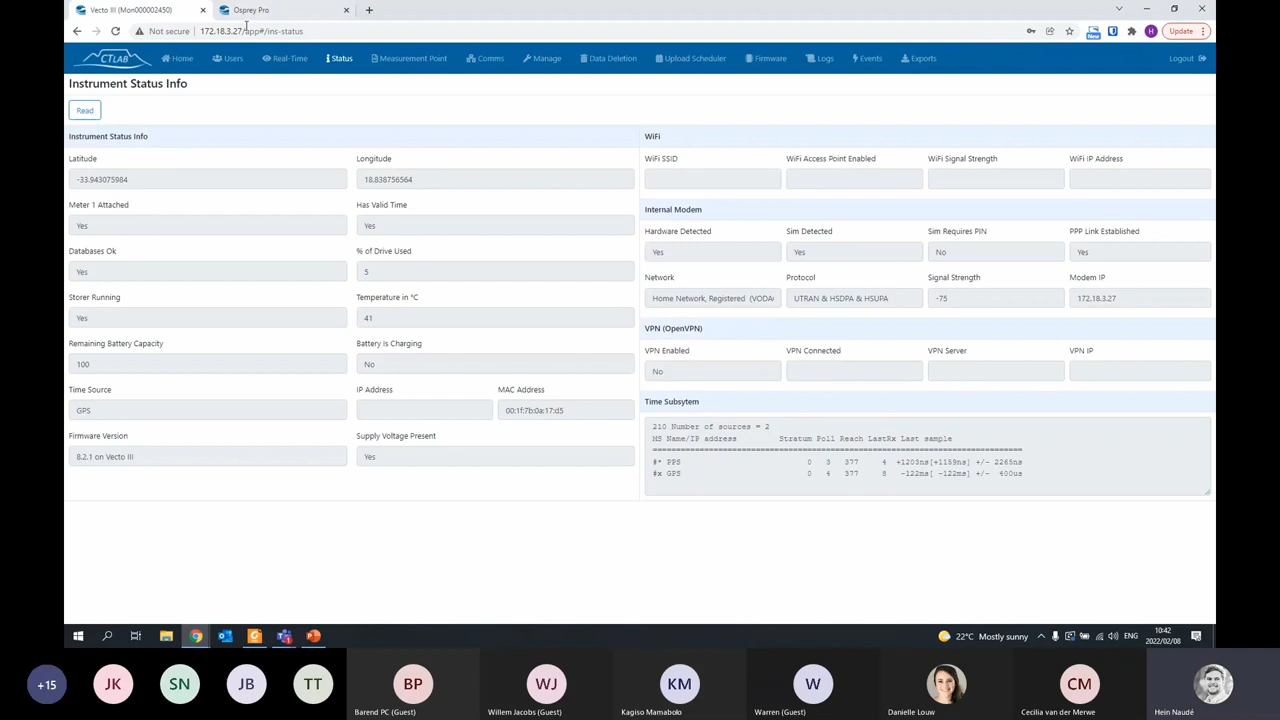 Vecto III (Mon000002450)
Osprey Pro
Not secure
172.18.3.27/app#/ins-status
New
H
Update
CTLAB
Home
Users
Real-Time
Status
Measurement Point
Comms
Manage
Data Deletion
Upload Scheduler
Firmware
Logs
Events
Exports
Logout
Instrument Status Info
Read
Instrument Status Info
Latitude
Longitude
-33.943075984
18.838756564
Meter 1 Attached
Has Valid Time
Yes
Yes
Databases Ok
% of Drive Used
Yes
5
Storer Running
Temperature in °C
Yes
41
Remaining Battery Capacity
Battery Is Charging
100
No
Time Source
IP Address
MAC Address
GPS
00:1f:7b:0a:17:d5
Firmware Version
Supply Voltage Present
8.2.1 on Vecto III
Yes
WiFi
WiFi SSID
WiFi Access Point Enabled
WiFi Signal Strength
WiFi IP Address
Internal Modem
Hardware Detected
Sim Detected
Sim Requires PIN
PPP Link Established
Yes
Yes
No
Yes
Network
Protocol
Signal Strength
Modem IP
Home Network, Registered (VODA
UTRAN & HSDPA & HSUPA
-75
172.18.3.27
VPN (OpenVPN)
VPN Enabled
VPN Connected
VPN Server
VPN IP
No
Time Subsytem
210 Number of sources = 2
MS Name/IP address Stratum Poll Reach LastRx Last sample
===============================================================================
#* PPS 0 3 377 4 +1203ns[+1159ns] +/- 2265ns
#x GPS 0 4 377 8 -122ms[ -122ms] +/- 400us
22°C Mostly sunny
ENG
10:42
2022/02/08
+15
JK
SN
JB
TT
BP
Barend PC (Guest)
WJ
Willem Jacobs (Guest)
KM
Kagiso Mamabolo
W
Warren (Guest)
Danielle Louw
CM
Cecilia van der Merwe
Hein Naudé